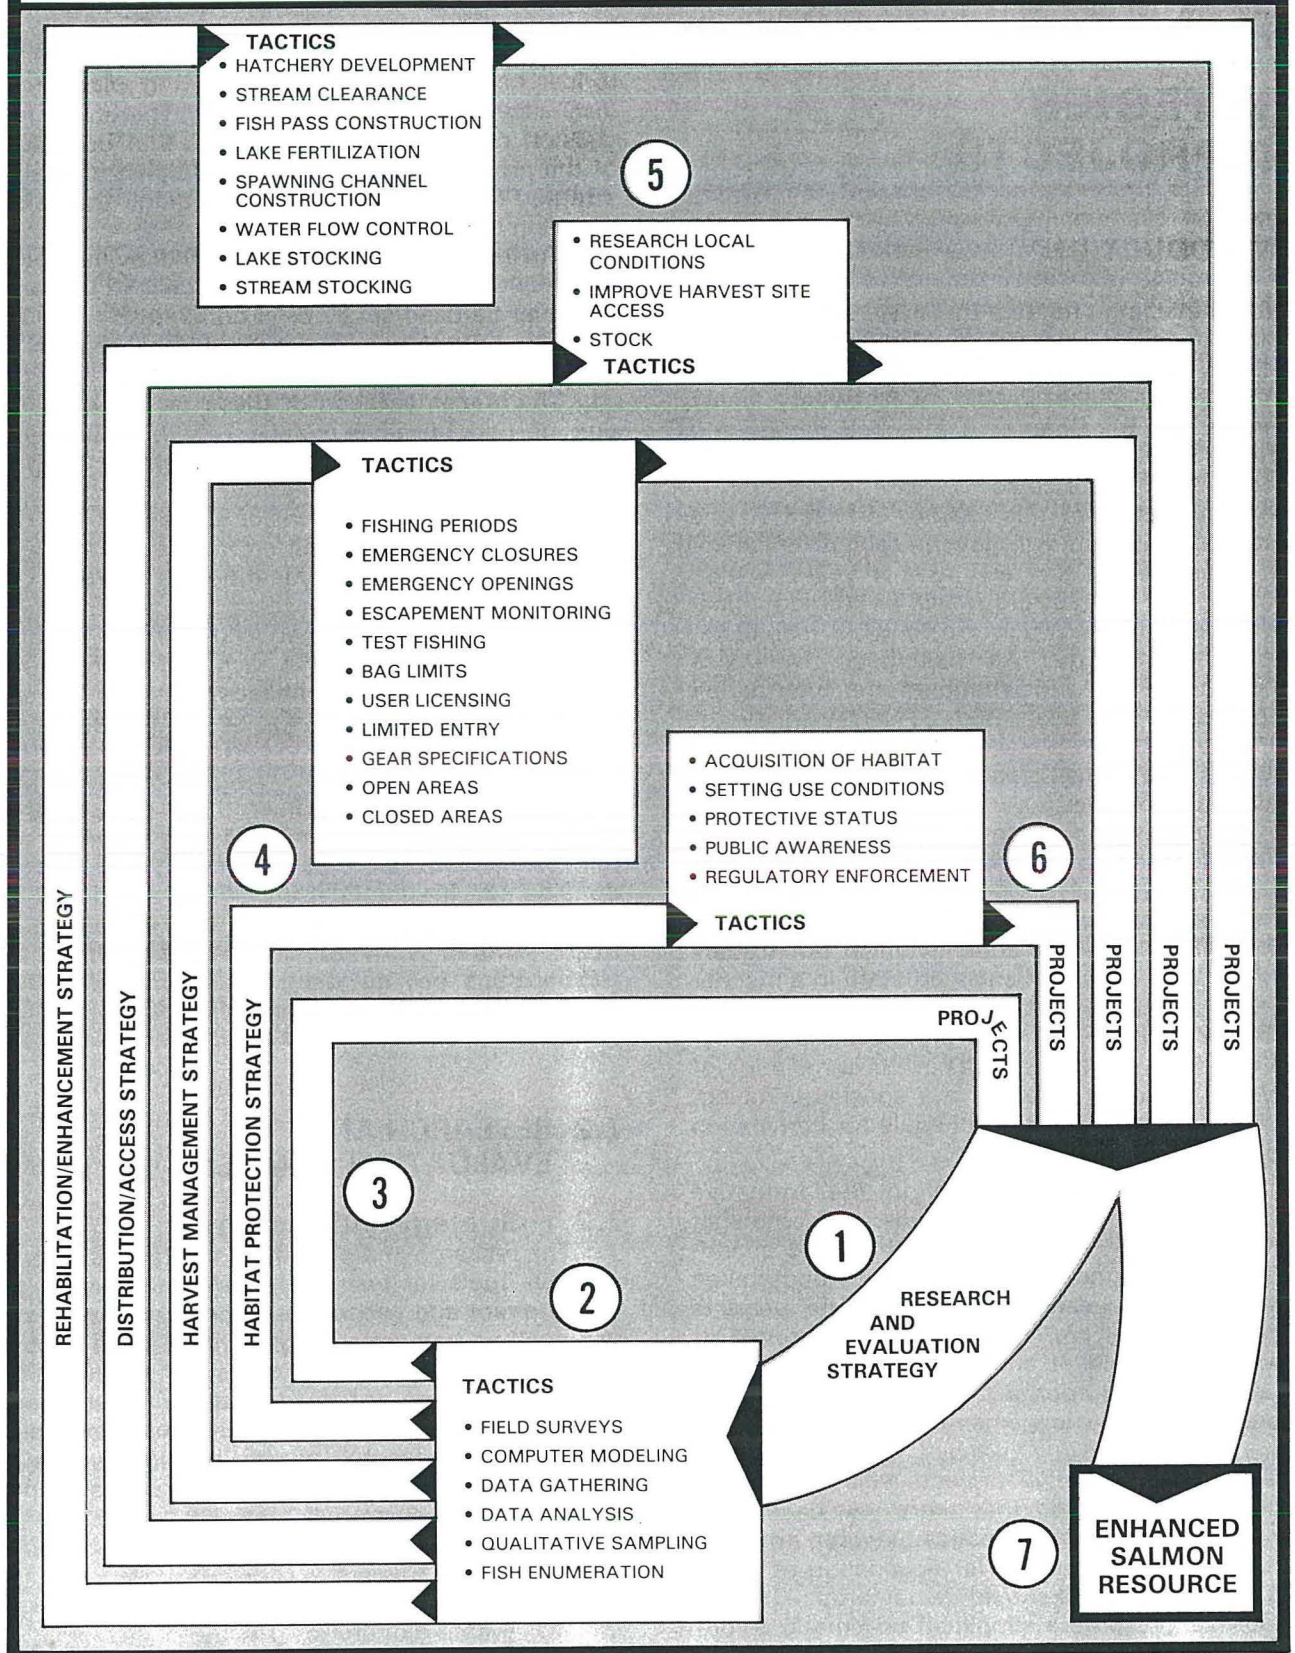 TACTICS
• HATCHERY DEVELOPMENT
• STREAM CLEARANCE
• FISH PASS CONSTRUCTION
• LAKE FERTILIZATION
• SPAWNING CHANNEL
CONSTRUCTION
• WATER FLOW CONTROL
• LAKE STOCKING
• STREAM STOCKING
5
• RESEARCH LOCAL
CONDITIONS
• IMPROVE HARVEST SITE
ACCESS
• STOCK
TACTICS
TACTICS
• FISHING PERIODS
• EMERGENCY CLOSURES
• EMERGENCY OPENINGS
• ESCAPEMENT MONITORING
• TEST FISHING
• BAG LIMITS
• USER LICENSING
• LIMITED ENTRY
• GEAR SPECIFICATIONS
• OPEN AREAS
• CLOSED AREAS
4
• ACQUISITION OF HABITAT
• SETTING USE CONDITIONS
• PROTECTIVE STATUS
• PUBLIC AWARENESS
• REGULATORY ENFORCEMENT
TACTICS
6
REHABILITATION/ENHANCEMENT STRATEGY
DISTRIBUTION/ACCESS STRATEGY
HARVEST MANAGEMENT STRATEGY
HABITAT PROTECTION STRATEGY
PROJECTS
PROJECTS
PROJECTS
PROJECTS
PROJECTS
3
1
2
RESEARCH
AND
EVALUATION
STRATEGY
TACTICS
• FIELD SURVEYS
• COMPUTER MODELING
• DATA GATHERING
• DATA ANALYSIS
• QUALITATIVE SAMPLING
• FISH ENUMERATION
7
ENHANCED
SALMON
RESOURCE